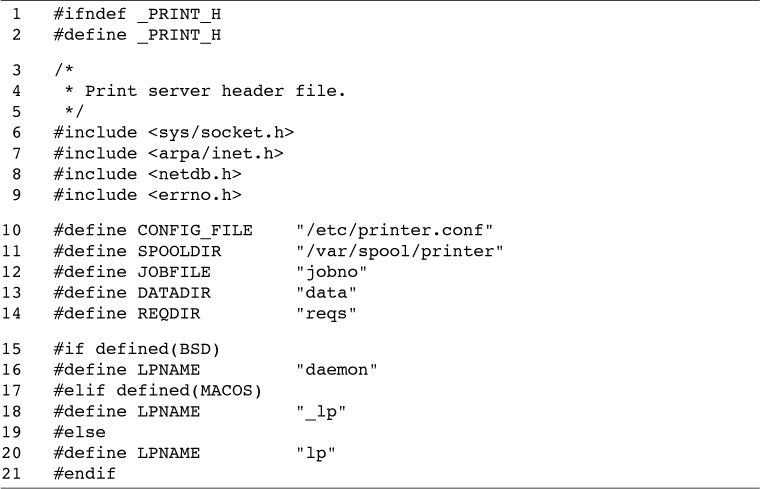 1 #ifndef _PRINT_H
2 #define _PRINT_H
3 /*
4  * Print server header file.
5  */
6 #include <sys/socket.h>
7 #include <arpa/inet.h>
8 #include <netdb.h>
9 #include <errno.h>
10 #define CONFIG_FILE    "/etc/printer.conf"
11 #define SPOOLDIR       "/var/spool/printer"
12 #define JOBFILE        "jobno"
13 #define DATADIR        "data"
14 #define REQDIR         "reqs"
15 #if defined(BSD)
16 #define LPNAME         "daemon"
17 #elif defined(MACOS)
18 #define LPNAME         "_lp"
19 #else
20 #define LPNAME         "lp"
21 #endif